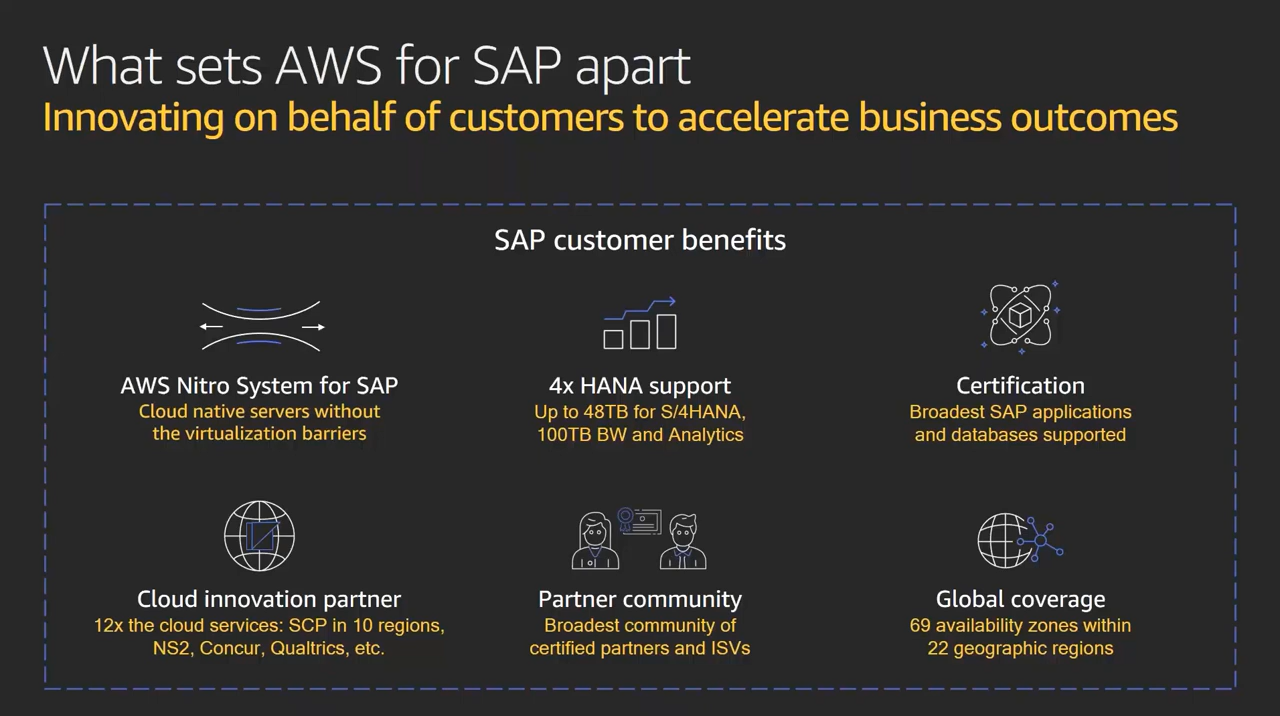 What sets AWS for SAP apart
Innovating on behalf of customers to accelerate business outcomes
SAP customer benefits
AWS Nitro System for SAP
Cloud native servers without
the virtualization barriers
4x HANA support
Up to 48TB for S/4HANA,
100TB BW and Analytics
Certification
Broadest SAP applications
and databases supported
Cloud innovation partner
12x the cloud services: SCP in 10 regions,
NS2, Concur, Qualtrics, etc.
Partner community
Broadest community of
certified partners and ISVs
Global coverage
69 availability zones within
22 geographic regions